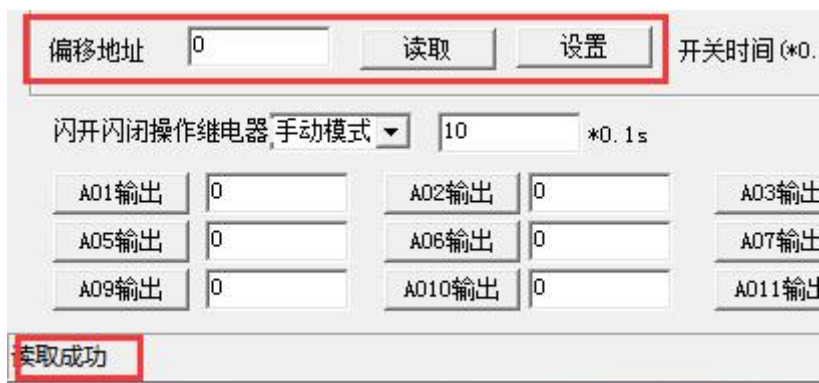 偏移地址 0 读取 设置 开关时间(*0.
闪开闪闭操作继电器 手动模式 10 *0.1s
AO1输出 0 AO2输出 0 AO3输出
AO5输出 0 AO6输出 0 AO7输出
AO9输出 0 AO10输出 0 AO11输出
读取成功